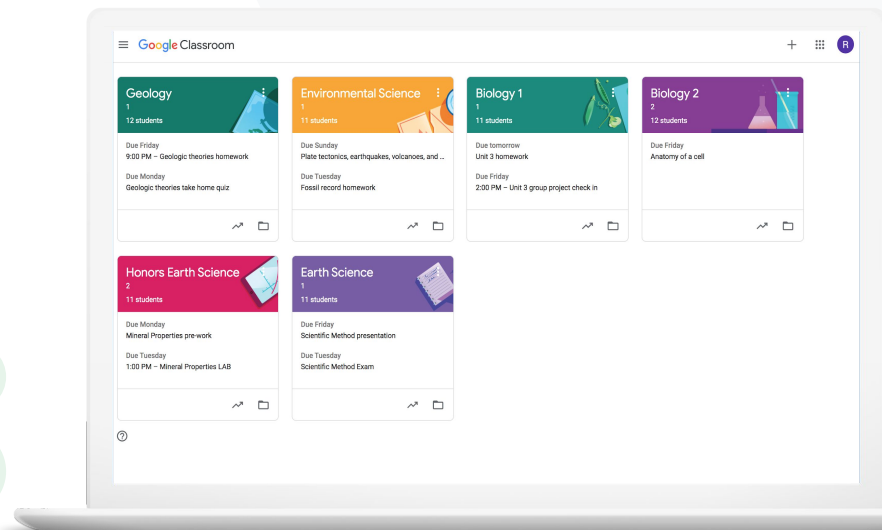 Google Classroom
R
Geology
1
12 students
Due Friday
9:00 PM – Geologic theories homework
Due Monday
Geologic theories take home quiz
Environmental Science
1
11 students
Due Sunday
Plate tectonics, earthquakes, volcanoes, and ...
Due Tuesday
Fossil record homework
Biology 1
1
11 students
Due tomorrow
Unit 3 homework
Due Friday
2:00 PM – Unit 3 group project check in
Biology 2
2
12 students
Due Friday
Anatomy of a cell
Honors Earth Science
2
11 students
Due Monday
Mineral Properties pre-work
Due Tuesday
1:00 PM – Mineral Properties LAB
Earth Science
1
11 students
Due Friday
Scientific Method presentation
Due Tuesday
Scientific Method Exam